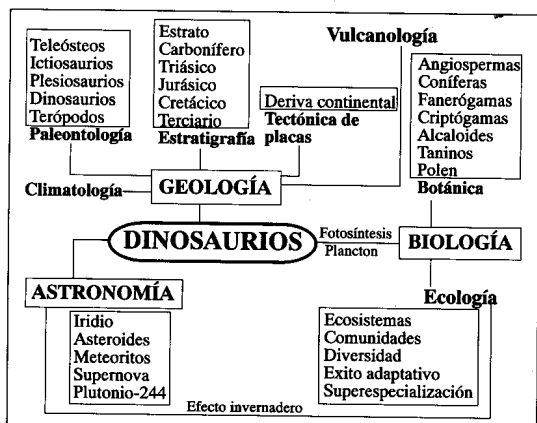 Teleósteos
Ictiosaurios
Plesiosaurios
Dinosaurios
Terópodos
Paleontología
Estrato
Carbonífero
Triásico
Jurásico
Cretácico
Terciario
Estratigrafía
Vulcanología
Deriva continental
Tectónica de
placas
Angiospermas
Coníferas
Fanerógamas
Criptógamas
Alcaloides
Taninos
Polen
Botánica
Climatología
GEOLOGÍA
DINOSAURIOS
Fotosíntesis
Plancton
BIOLOGÍA
ASTRONOMÍA
Iridio
Asteroides
Meteoritos
Supernova
Plutonio-244
Ecología
Ecosistemas
Comunidades
Diversidad
Exito adaptativo
Superespecialización
Efecto invernadero